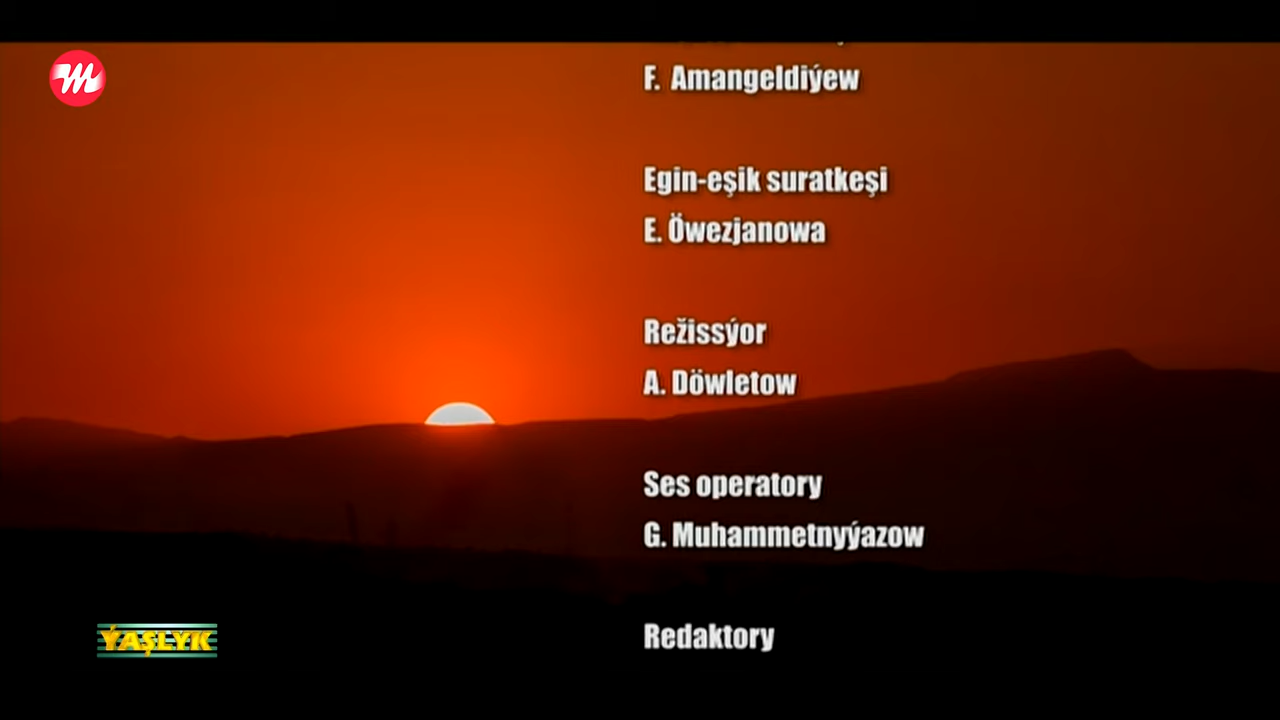 F. Amangeldiýew
Egin-eşik suratkeşi
E. Öwezjanowa
Režissýor
A. Döwletow
Ses operatory
G. Muhammetnyýazow
Redaktory
ÝAŞLYK